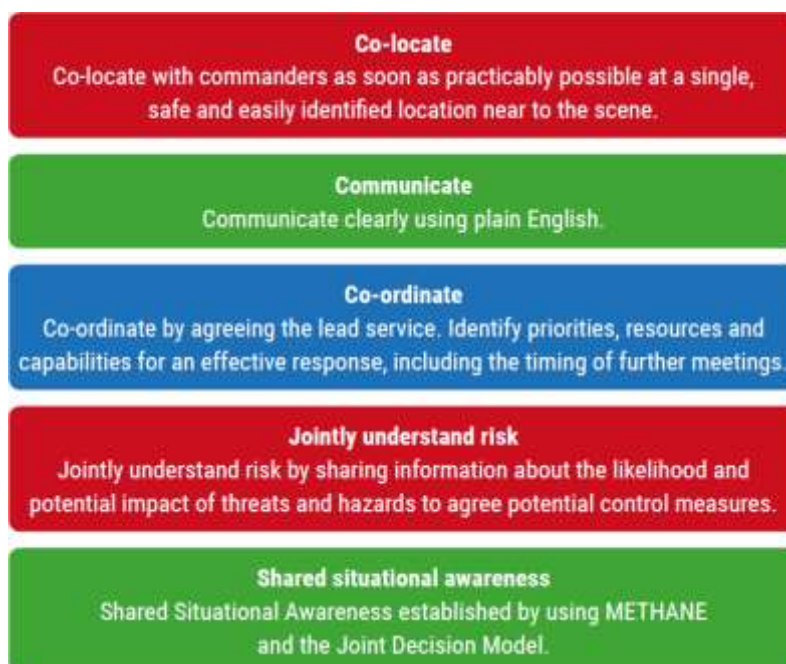 Co-locate
Co-locate with commanders as soon as practicably possible at a single,
safe and easily identified location near to the scene.
Communicate
Communicate clearly using plain English.
Co-ordinate
Co-ordinate by agreeing the lead service. Identify priorities, resources and
capabilities for an effective response, including the timing of further meetings.
Jointly understand risk
Jointly understand risk by sharing information about the likelihood and
potential impact of threats and hazards to agree potential control measures.
Shared situational awareness
Shared Situational Awareness established by using METHANE
and the Joint Decision Model.